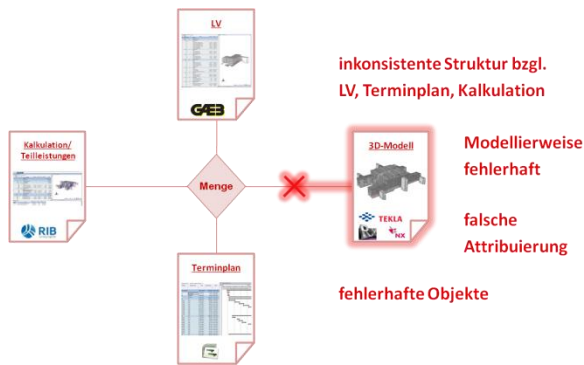 LV
GAEB
inkonsistente Struktur bzgl.
LV, Terminplan, Kalkulation
Kalkulation/
Teilleistungen
RIB
Menge
3D-Modell
TEKLA
NX
Modellierweise
fehlerhaft
falsche
Attribuierung
Terminplan
fehlerhafte Objekte